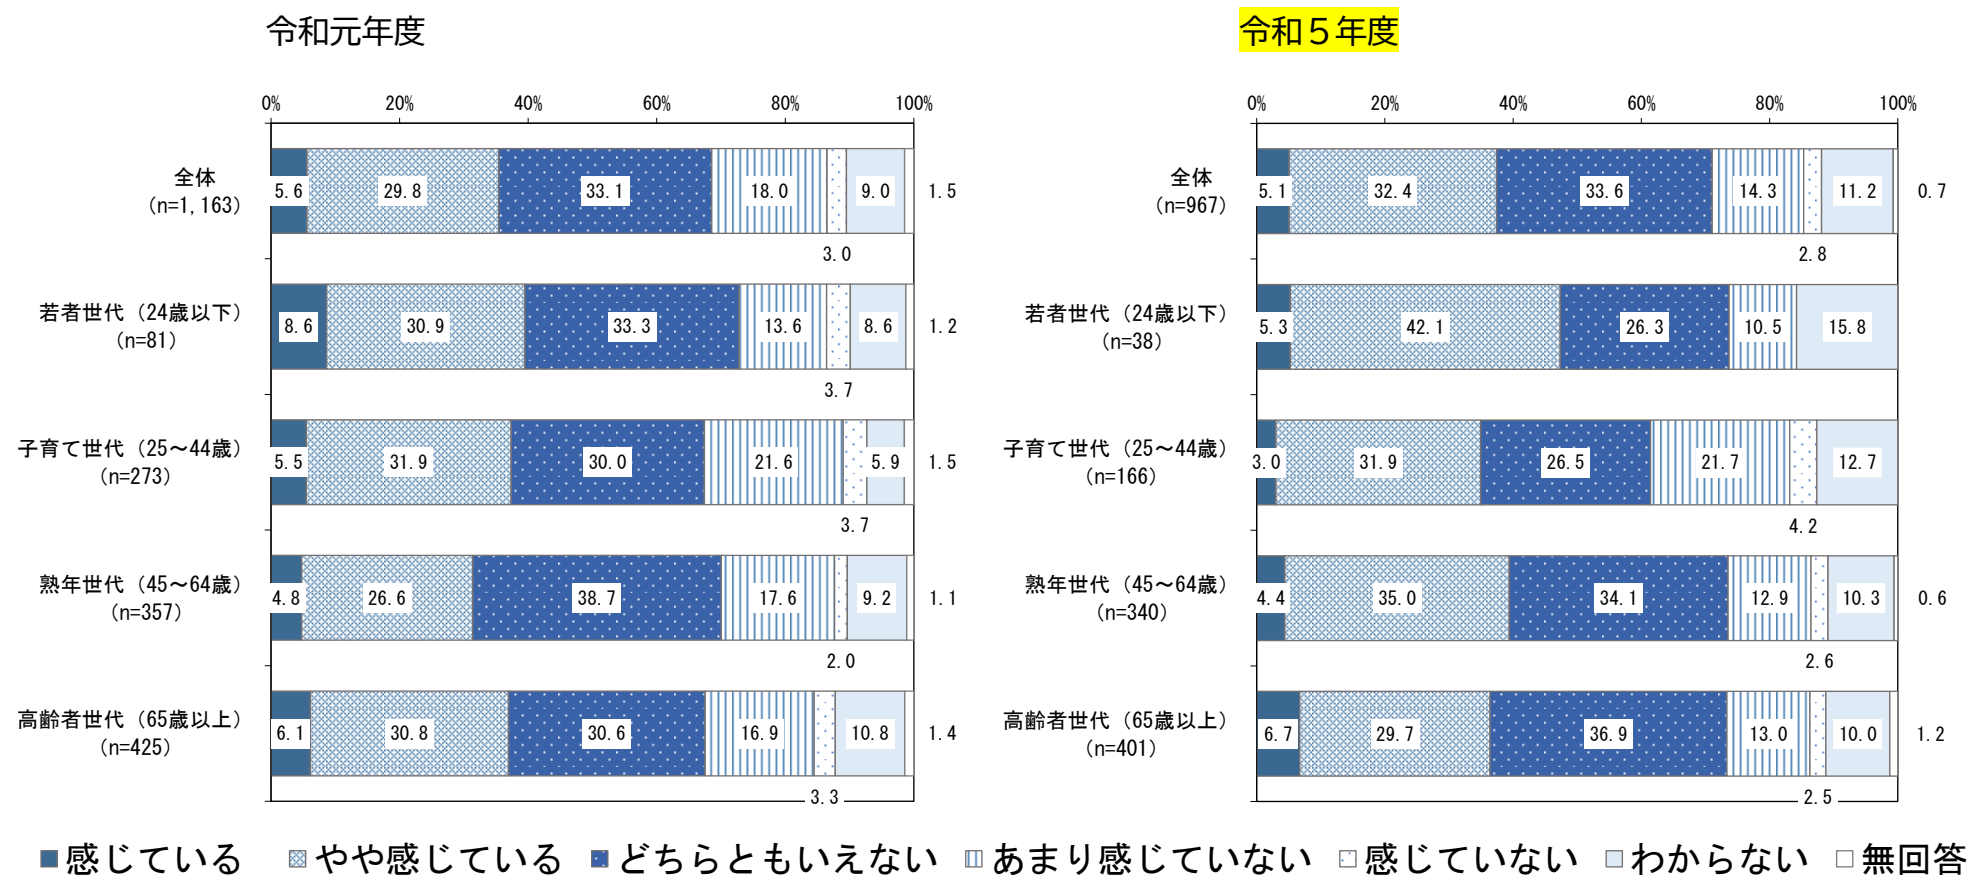 令和元年度
0% 20% 40% 60% 80% 100%
全体
(n=1,163)
5.6 29.8 33.1 18.0 9.0 1.5
3.0
若者世代（24歳以下）
(n=81)
8.6 30.9 33.3 13.6 8.6 1.2
3.7
子育て世代（25～44歳）
(n=273)
5.5 31.9 30.0 21.6 5.9 1.5
3.7
熟年世代（45～64歳）
(n=357)
4.8 26.6 38.7 17.6 9.2 1.1
2.0
高齢者世代（65歳以上）
(n=425)
6.1 30.8 30.6 16.9 10.8 1.4
3.3
令和５年度
0% 20% 40% 60% 80% 100%
全体
(n=967)
5.1 32.4 33.6 14.3 11.2 0.7
2.8
若者世代（24歳以下）
(n=38)
5.3 42.1 26.3 10.5 15.8
子育て世代（25～44歳）
(n=166)
3.0 31.9 26.5 21.7 12.7
4.2
熟年世代（45～64歳）
(n=340)
4.4 35.0 34.1 12.9 10.3 0.6
2.6
高齢者世代（65歳以上）
(n=401)
6.7 29.7 36.9 13.0 10.0 1.2
2.5
感じている やや感じている どちらともいえない あまり感じていない 感じていない わからない 無回答